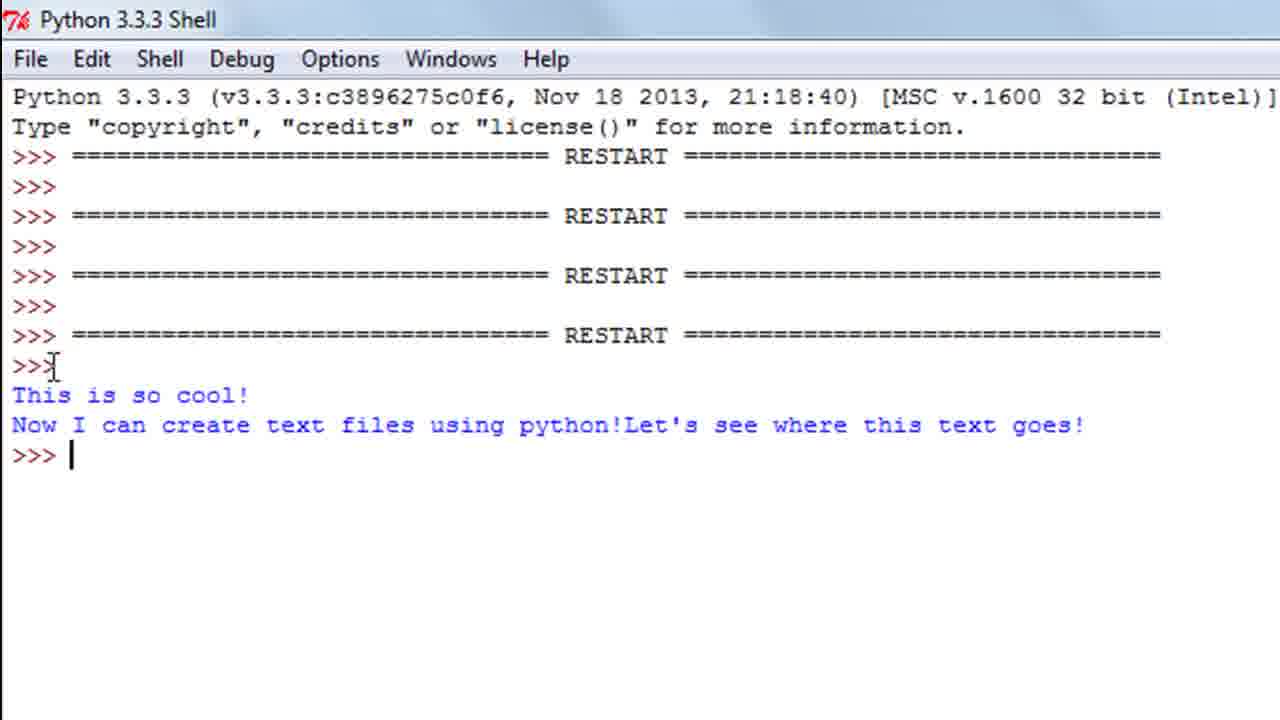 Python 3.3.3 Shell
File Edit Shell Debug Options Windows Help
Python 3.3.3 (v3.3.3:c3896275c0f6, Nov 18 2013, 21:18:40) [MSC v.1600 32 bit (Intel)]
Type "copyright", "credits" or "license()" for more information.
>>> ================================ RESTART ================================
>>>
>>> ================================ RESTART ================================
>>>
>>> ================================ RESTART ================================
>>>
>>> ================================ RESTART ================================
>>>
This is so cool!
Now I can create text files using python!Let's see where this text goes!
>>>